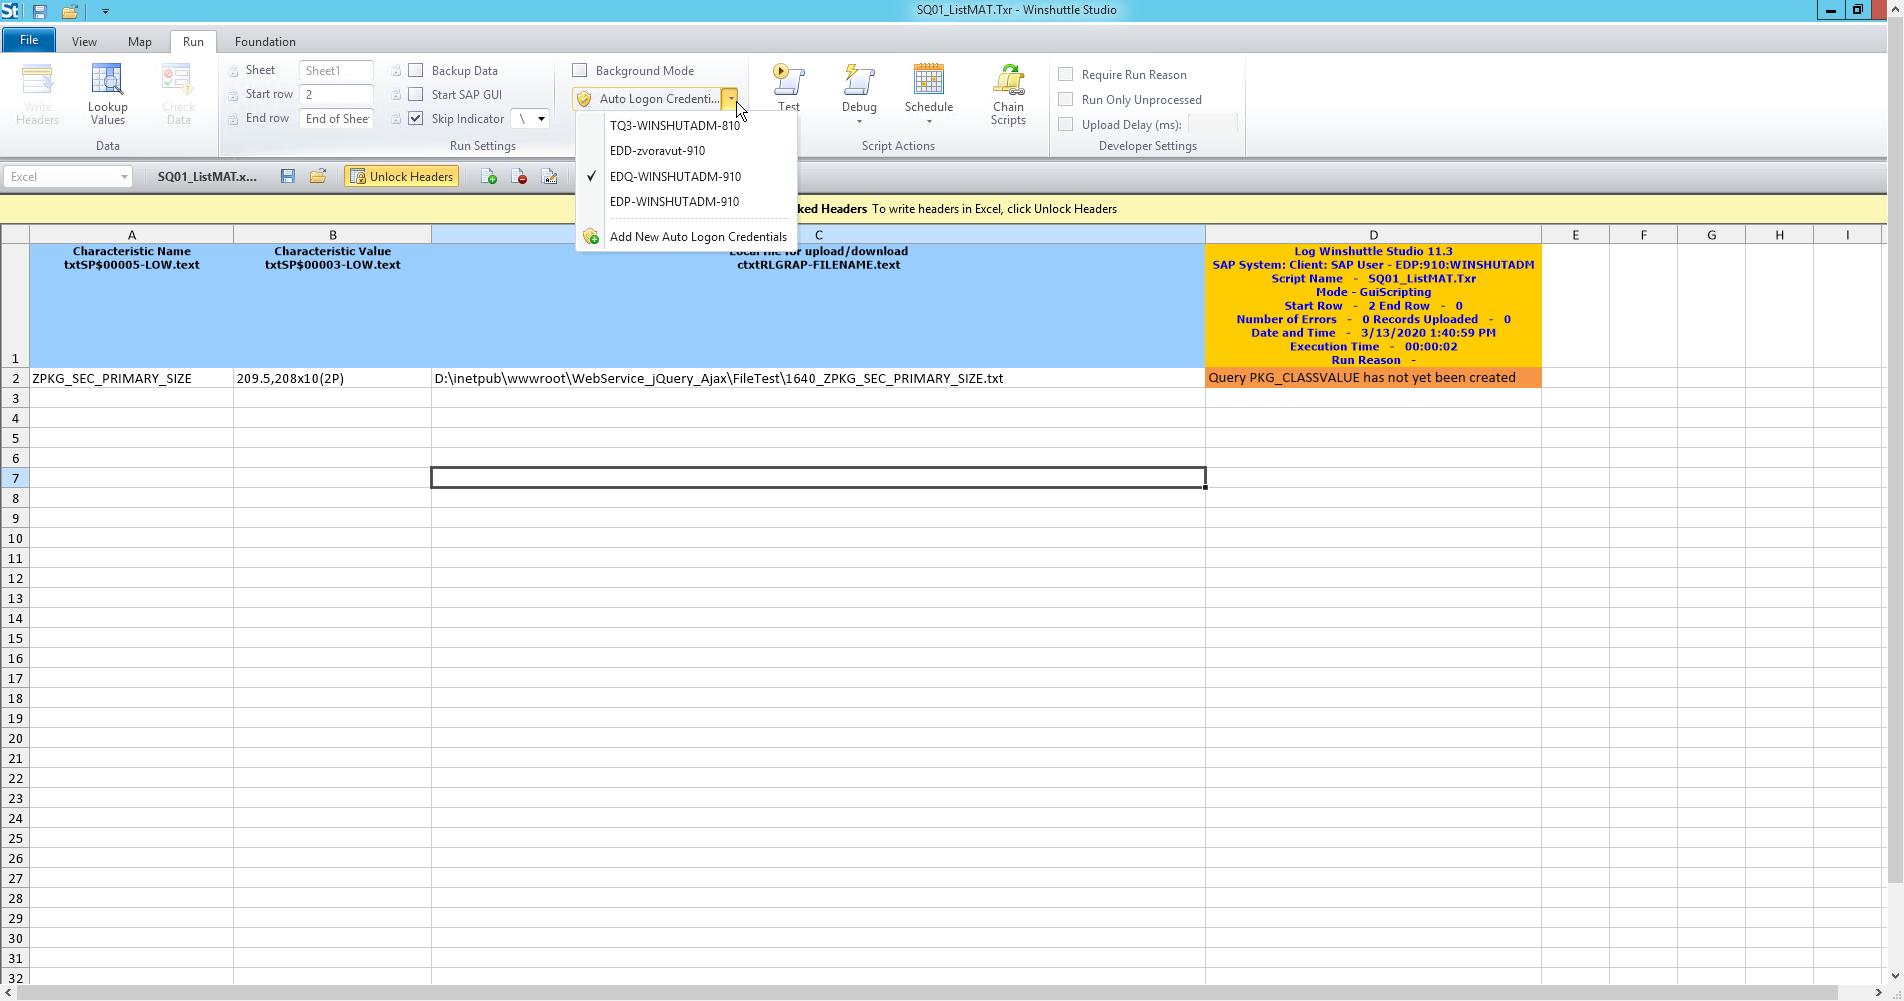 St
SQ01_ListMAT.Txr - Winshuttle Studio
File View Map Run Foundation
Write Headers
Lookup Values
Check Data
Data
Sheet Sheet1
Start row 2
End row End of Shee
Backup Data
Start SAP GUI
Skip Indicator \
Run Settings
Background Mode
Auto Logon Credenti...
TQ3-WINSHUTADM-810
EDD-zvoravut-910
EDQ-WINSHUTADM-910
EDP-WINSHUTADM-910
Add New Auto Logon Credentials
Test
Debug
Schedule
Chain Scripts
Script Actions
Require Run Reason
Run Only Unprocessed
Upload Delay (ms):
Developer Settings
Excel SQ01_ListMAT.x... Unlock Headers
ked Headers To write headers in Excel, click Unlock Headers
A B C D E F G H I
Characteristic Name
txtSP$00005-LOW.text
Characteristic Value
txtSP$00003-LOW.text
Local file for upload/download
ctxtRLGRAP-FILENAME.text
Log Winshuttle Studio 11.3
SAP System: Client: SAP User - EDP:910:WINSHUTADM
Script Name - SQ01_ListMAT.Txr
Mode - GuiScripting
Start Row - 2 End Row - 0
Number of Errors - 0 Records Uploaded - 0
Date and Time - 3/13/2020 1:40:59 PM
Execution Time - 00:00:02
Run Reason -
1
2 ZPKG_SEC_PRIMARY_SIZE 209.5,208x10(2P) D:\inetpub\wwwroot\WebService_jQuery_Ajax\FileTest\1640_ZPKG_SEC_PRIMARY_SIZE.txt Query PKG_CLASSVALUE has not yet been created
3
4
5
6
7
8
9
10
11
12
13
14
15
16
17
18
19
20
21
22
23
24
25
26
27
28
29
30
31
32